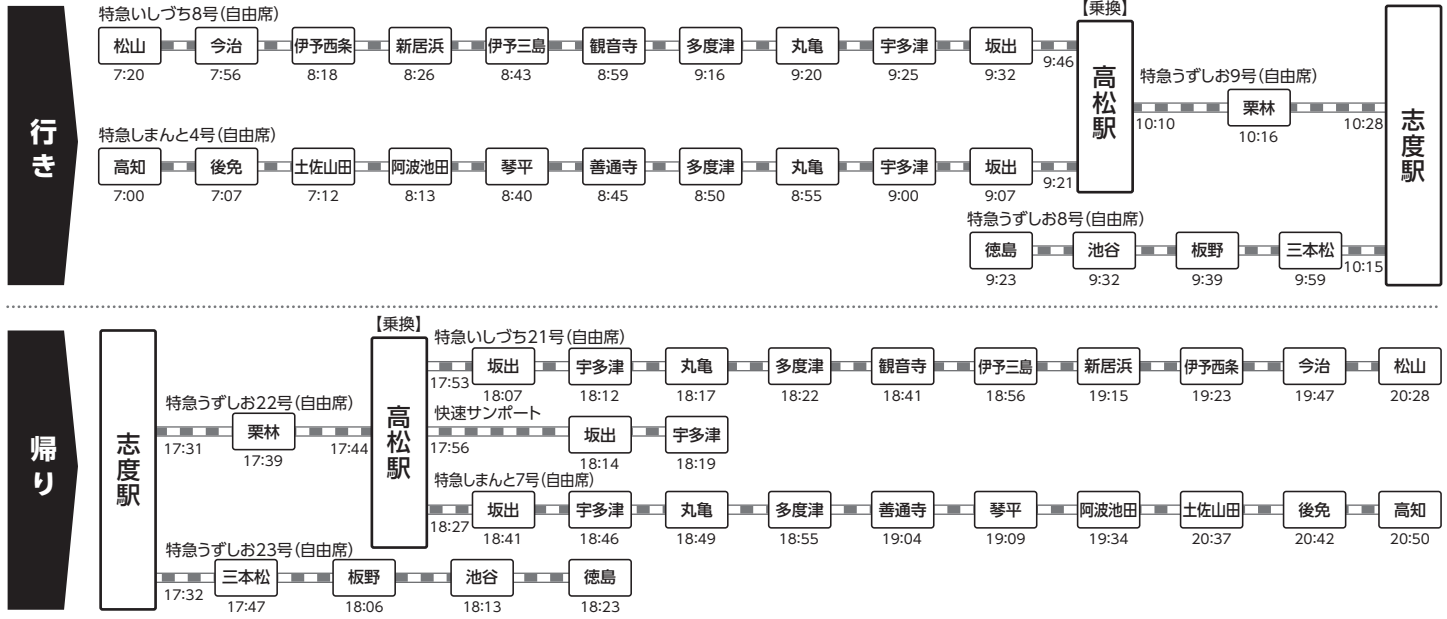 行き
特急いしづち8号(自由席)
松山 今治 伊予西条 新居浜 伊予三島 観音寺 多度津 丸亀 宇多津 坂出
7:20 7:56 8:18 8:26 8:43 8:59 9:16 9:20 9:25 9:32 9:46
特急しまんと4号(自由席)
高知 後免 土佐山田 阿波池田 琴平 善通寺 多度津 丸亀 宇多津 坂出
7:00 7:07 7:12 8:13 8:40 8:45 8:50 8:55 9:00 9:07 9:21
【乗換】
高松駅
特急うずしお9号(自由席)
栗林
10:10 10:16 10:28
特急うずしお8号(自由席)
徳島 池谷 板野 三本松
9:23 9:32 9:39 9:59 10:15
志度駅
帰り
志度駅
特急うずしお22号(自由席)
栗林
17:31 17:39 17:44
【乗換】
高松駅
特急いしづち21号(自由席)
坂出 宇多津 丸亀 多度津 観音寺 伊予三島 新居浜 伊予西条 今治 松山
17:53 18:07 18:12 18:17 18:22 18:41 18:56 19:15 19:23 19:47 20:28
快速サンポート
坂出 宇多津
17:56 18:14 18:19
特急しまんと7号(自由席)
坂出 宇多津 丸亀 多度津 善通寺 琴平 阿波池田 土佐山田 後免 高知
18:27 18:41 18:46 18:49 18:55 19:04 19:09 19:34 20:37 20:42 20:50
特急うずしお23号(自由席)
三本松 板野 池谷 徳島
17:32 17:47 18:06 18:13 18:23